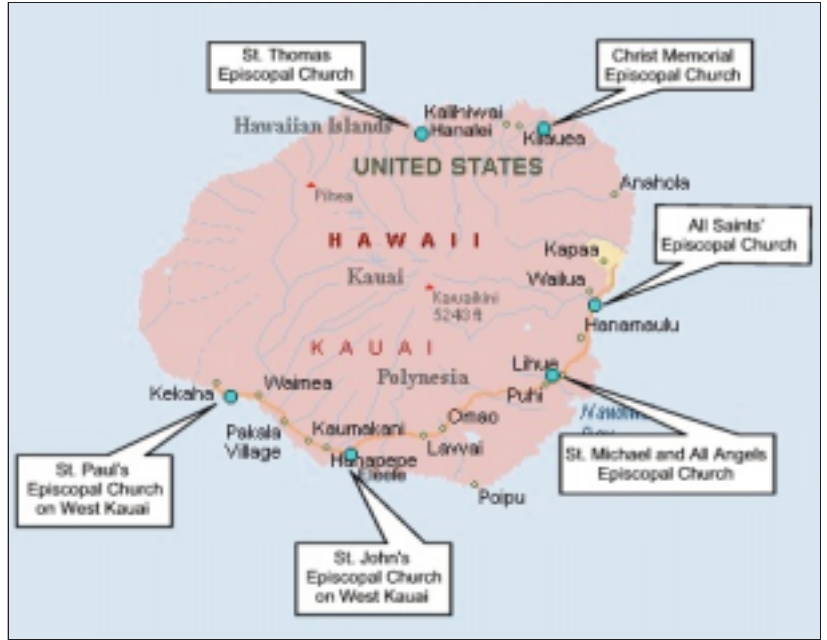 St. Thomas
Episcopal Church
Christ Memorial
Episcopal Church
Kalihiwai
Hawaiian Islands
Hanalei
Kilauea
UNITED STATES
Pihea
Anahola
All Saints'
Episcopal Church
HAWAII
Kapaa
Kauai
Wailua
Kawaikini
5243 ft
Hanamaulu
KAUAI
Lihue
Polynesia
Puhi
Kekaha
Waimea
Omao
Kaumakani
Pakala
Village
Lawai
St. Michael and All Angels
Episcopal Church
Hanapepe
Eleele
St. Paul's
Episcopal Church
on West Kauai
Poipu
St. John's
Episcopal Church
on West Kauai